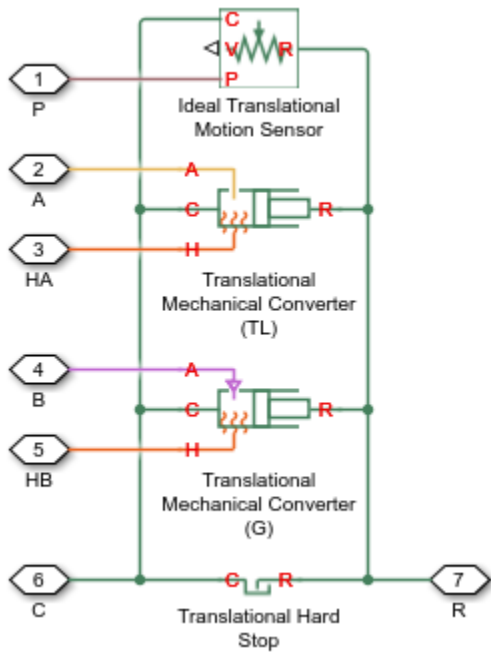 C
V R
1 P
P
Ideal Translational
Motion Sensor
2 A
A
C R
3 H
HA
Translational
Mechanical Converter
(TL)
4 A
B
C R
5 H
HB
Translational
Mechanical Converter
(G)
6 C R 7
C R
Translational Hard
Stop